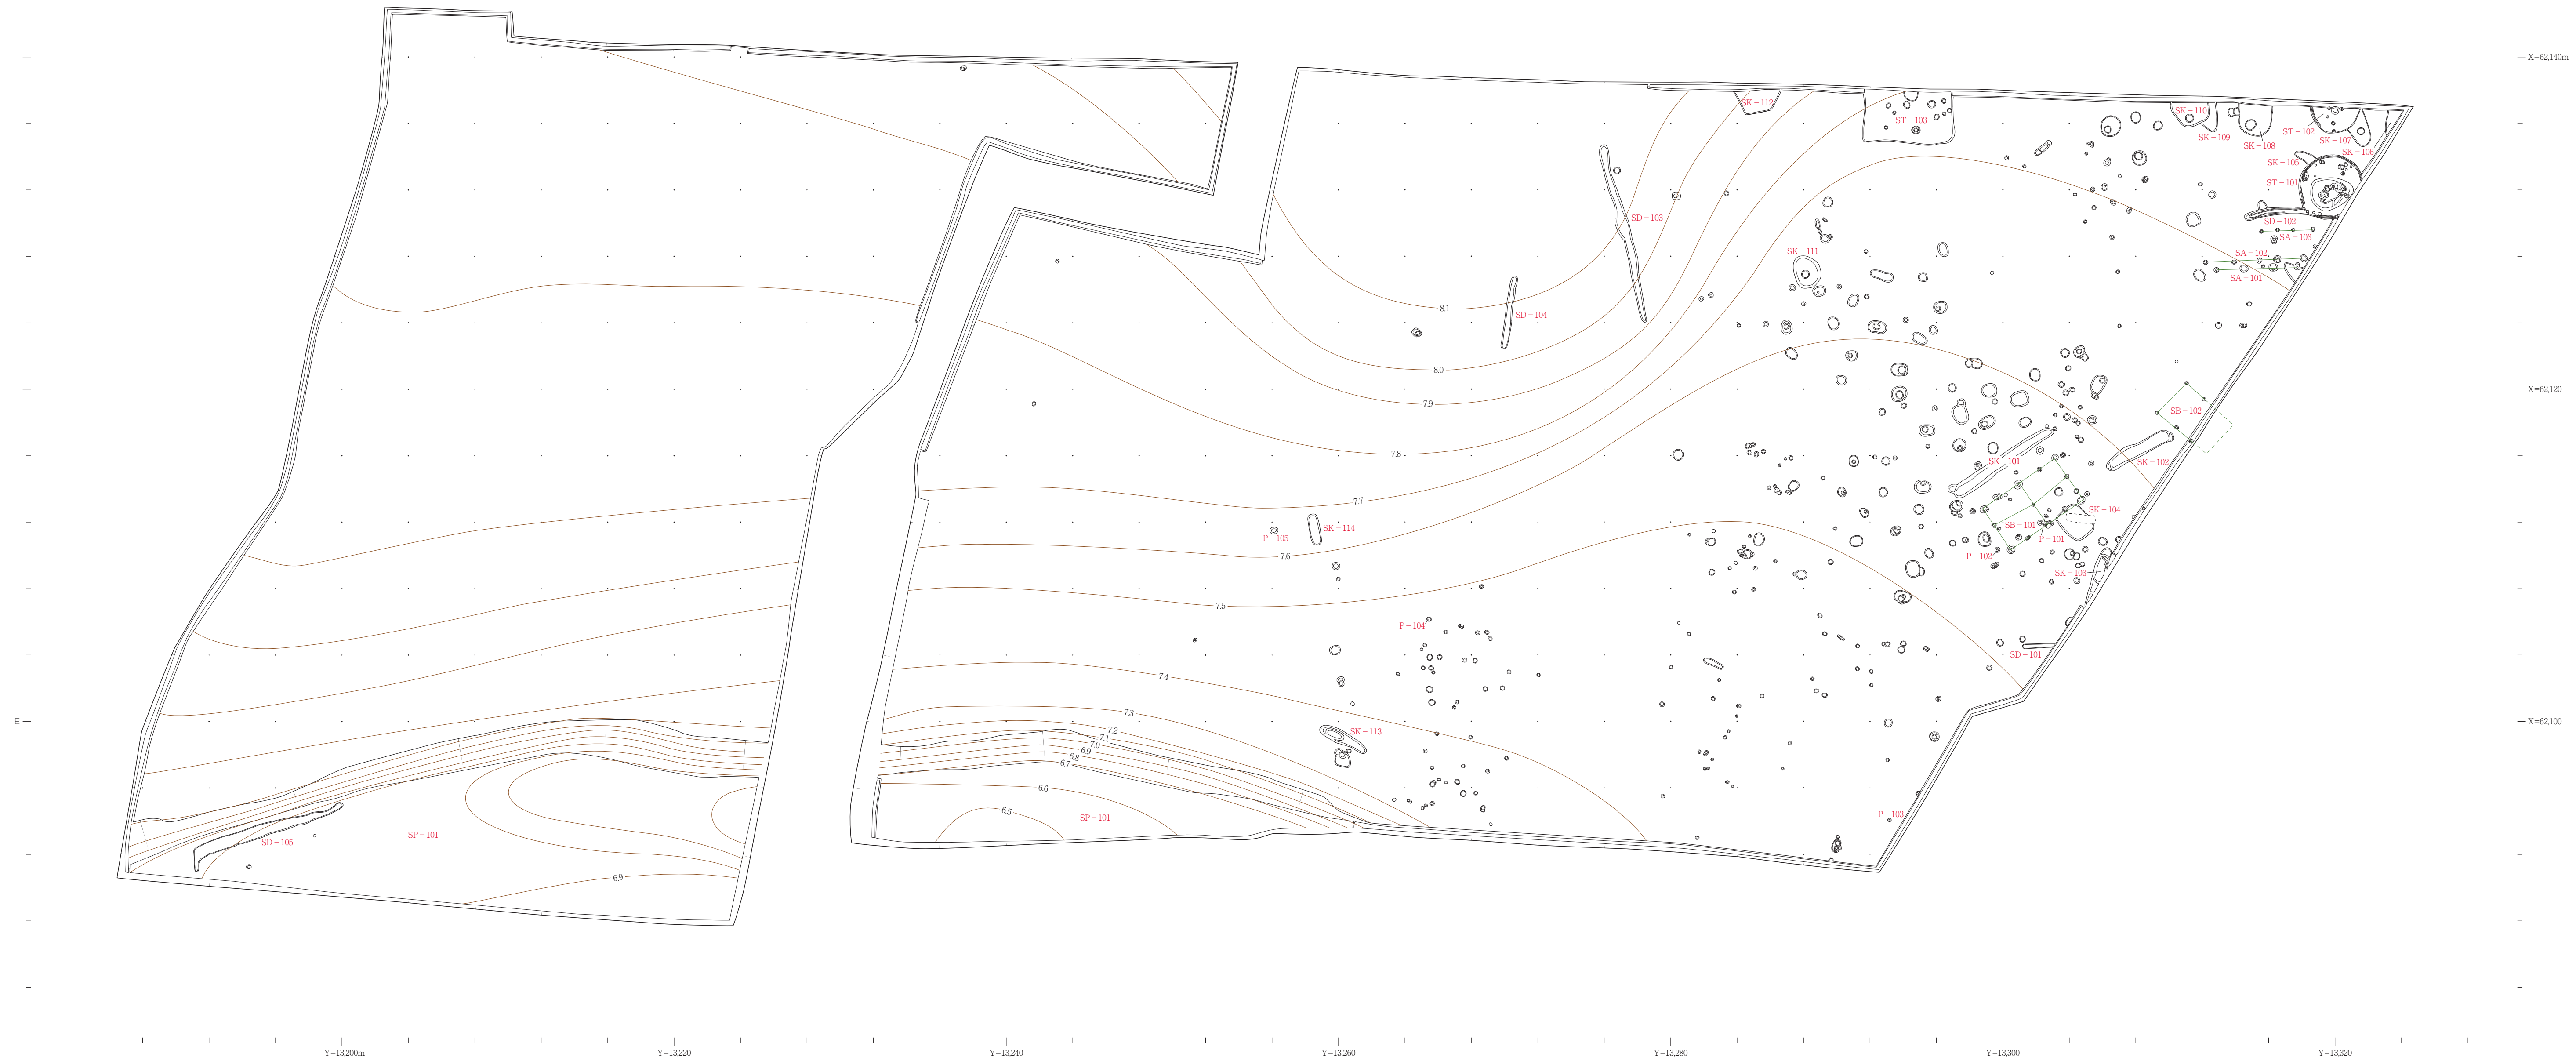 X=62,140m
SK-112
ST-103
SK-110
SK-109
SK-108
ST-102
SK-107
SK-106
SK-105
ST-101
SD-103
SD-102
SA-103
SK-111
SA-102
SA-101
8.1
SD-104
8.0
X=62,120
7.9
SB-102
7.8
SK-101
SK-102
7.7
SK-104
SK-114
SB-101
P-105
P-101
7.6
P-102
SK-103
7.5
P-104
SD-101
7.4
7.3
E
X=62,100
7.2
SK-113
7.1
7.0
6.9
6.8
6.7
6.6
6.5
SP-101
P-103
SP-101
SD-105
6.9
Y=13,200m
Y=13,220
Y=13,240
Y=13,260
Y=13,280
Y=13,300
Y=13,320